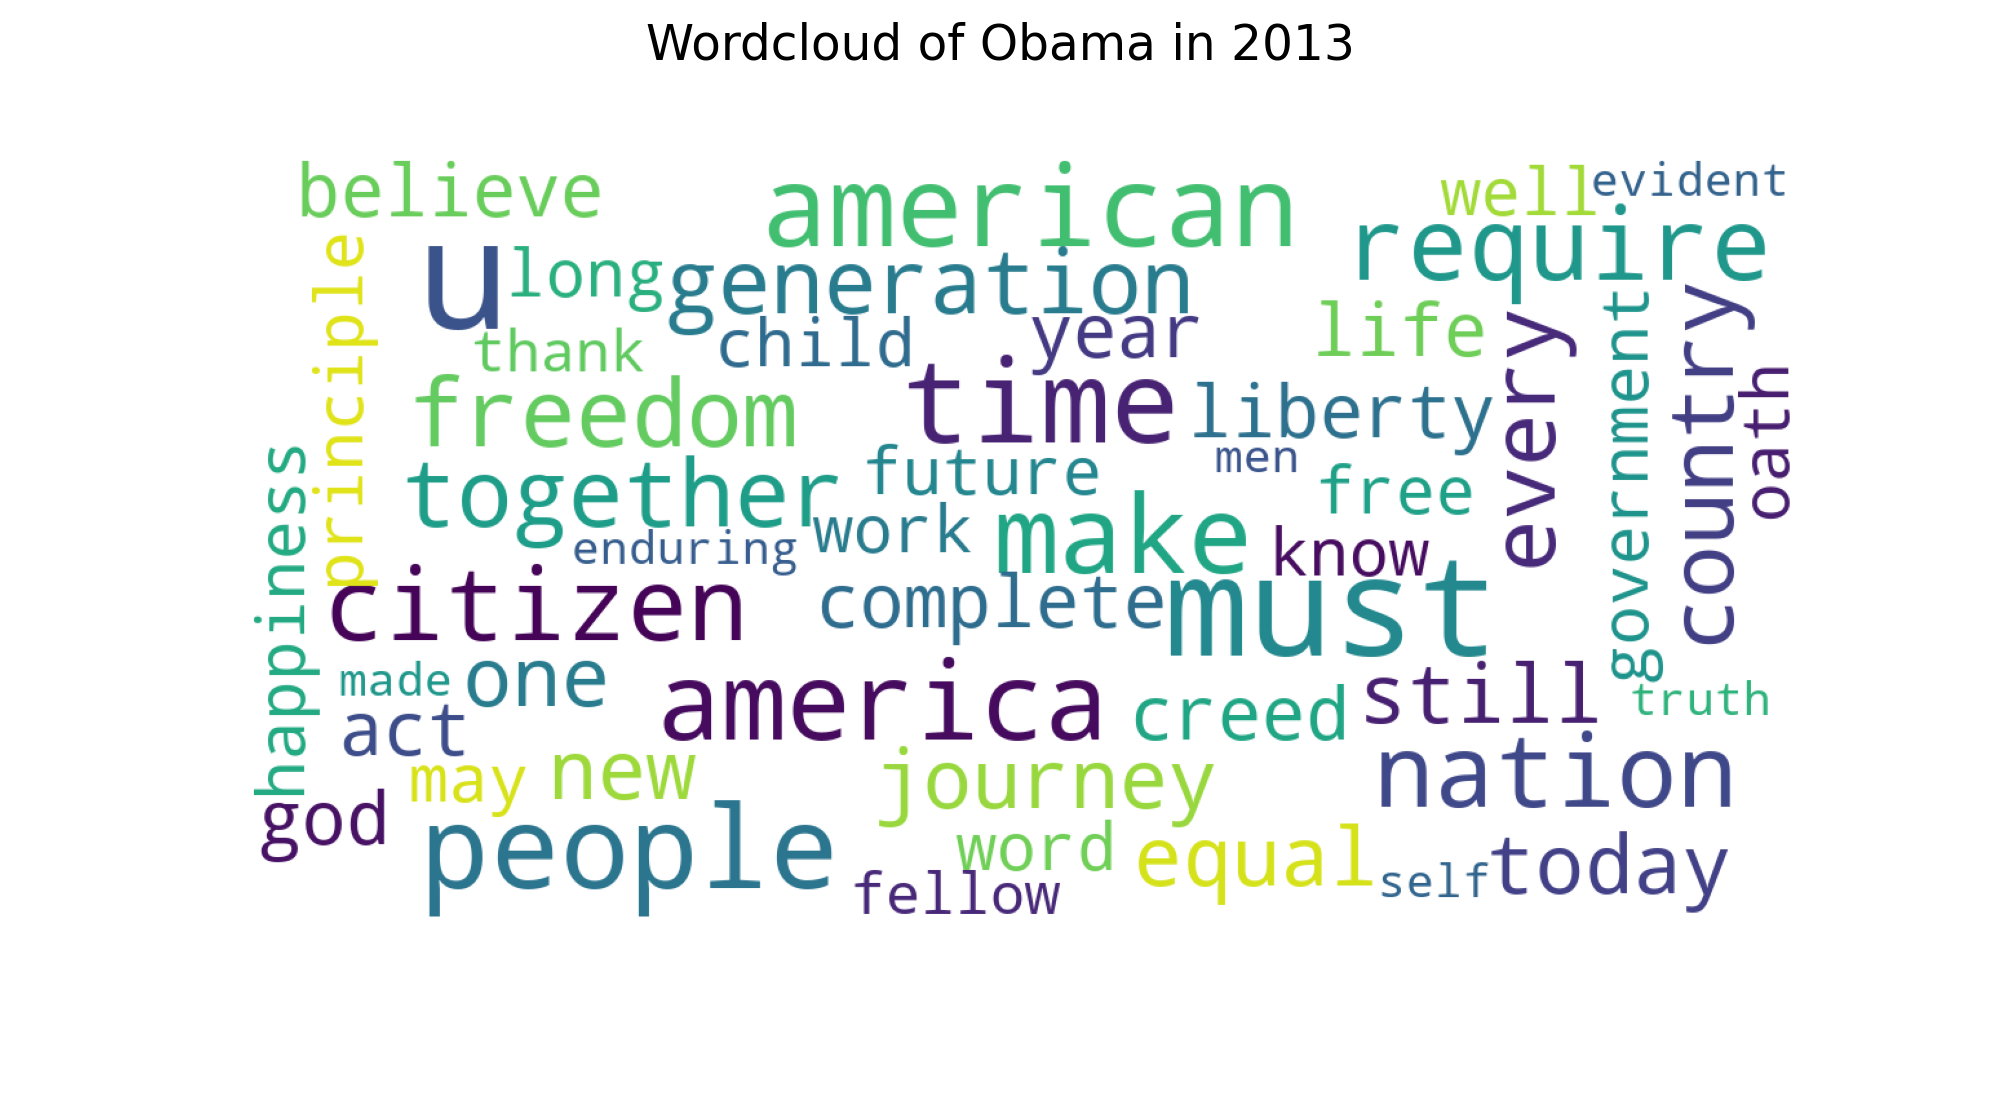 Wordcloud of Obama in 2013
believe
american
well
evident
require
u
long
generation
principle
thank
child
year
life
every
government
country
oath
freedom
time
liberty
happiness
together
future
men
free
enduring
work
make
know
citizen
complete
must
made
one
america
creed
still
truth
act
may
new
journey
nation
god
people
word
equal
self
today
fellow